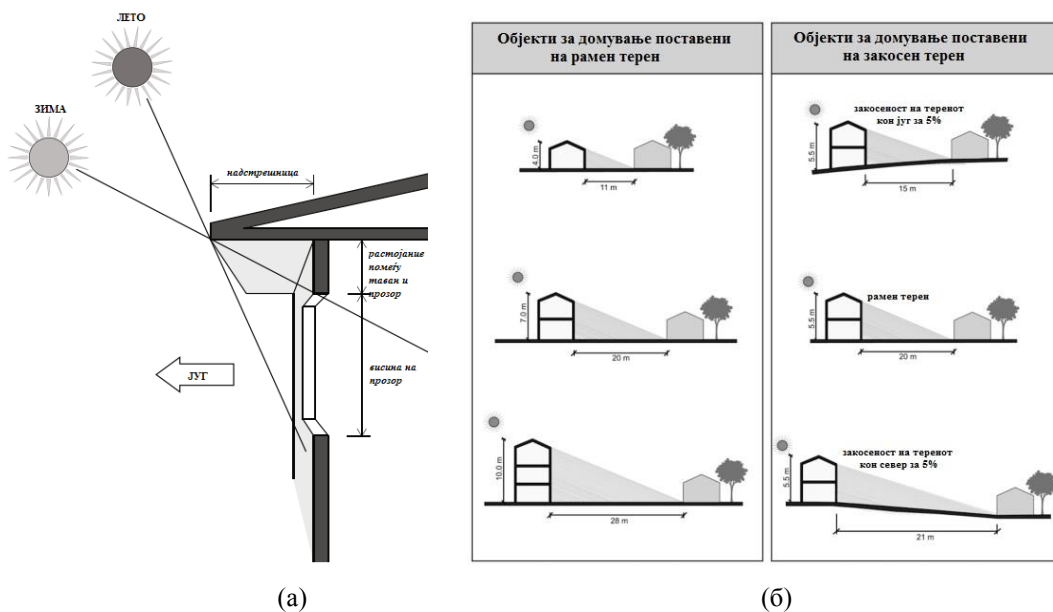 ЛЕТО
ЗИМА
надстрешница
растојание
помеѓу
таван и
прозор
висина на
прозор
ЈУГ
(а)
Објекти за домување поставени
на рамен терен
4.0 m
11 m
7.0 m
20 m
10.0 m
28 m
Објекти за домување поставени
на закосен терен
закосеност на теренот
кон југ за 5%
5.5 m
15 m
рамен терен
5.5 m
20 m
закосеност на теренот
кон север за 5%
5.5 m
21 m
(б)